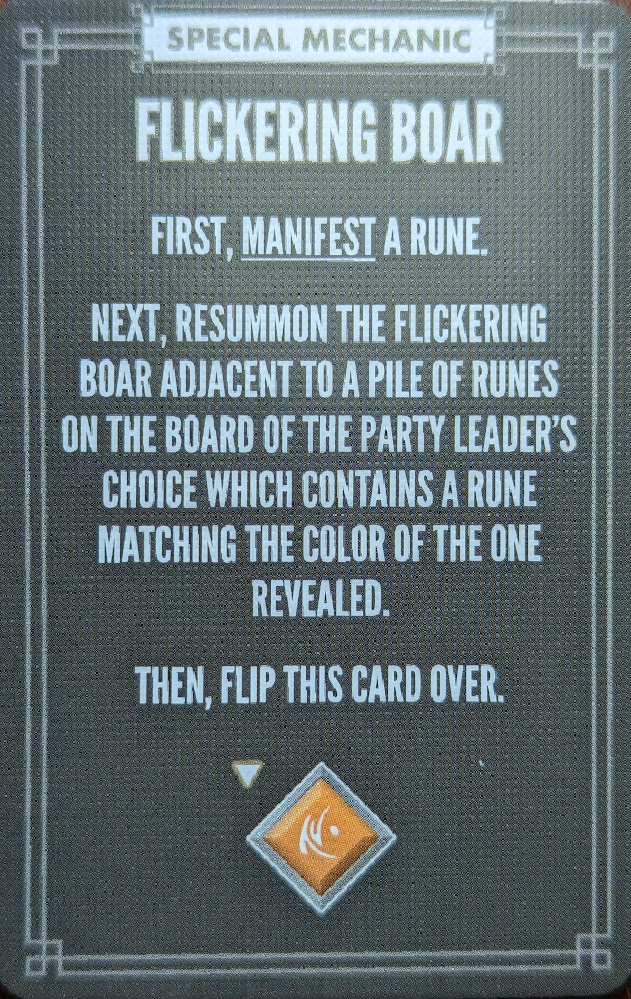 SPECIAL MECHANIC
FLICKERING BOAR
FIRST, MANIFEST A RUNE.
NEXT, RESUMMON THE FLICKERING
BOAR ADJACENT TO A PILE OF RUNES
ON THE BOARD OF THE PARTY LEADER'S
CHOICE WHICH CONTAINS A RUNE
MATCHING THE COLOR OF THE ONE
REVEALED.
THEN, FLIP THIS CARD OVER.